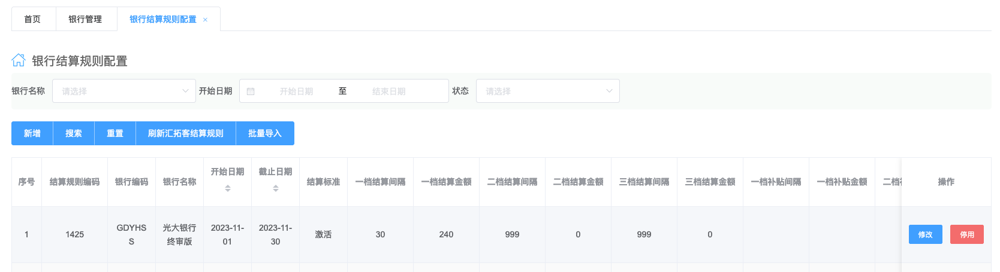 首页 银行管理 银行结算规则配置 ×
银行结算规则配置
银行名称 请选择 开始日期 开始日期 至 结束日期 状态 请选择
新增 搜索 重置 刷新汇拓客结算规则 批量导入
序号 结算规则编码 银行编码 银行名称 开始日期 截止日期 结算标准 一档结算间隔 一档结算金额 二档结算间隔 二档结算金额 三档结算间隔 三档结算金额 一档补贴间隔 一档补贴金额 二档 操作
1 1425 GDYHS 光大银行 2023-11- 2023-11- 激活 30 240 999 0 999 0 修改 停用
S 终审版 01 30